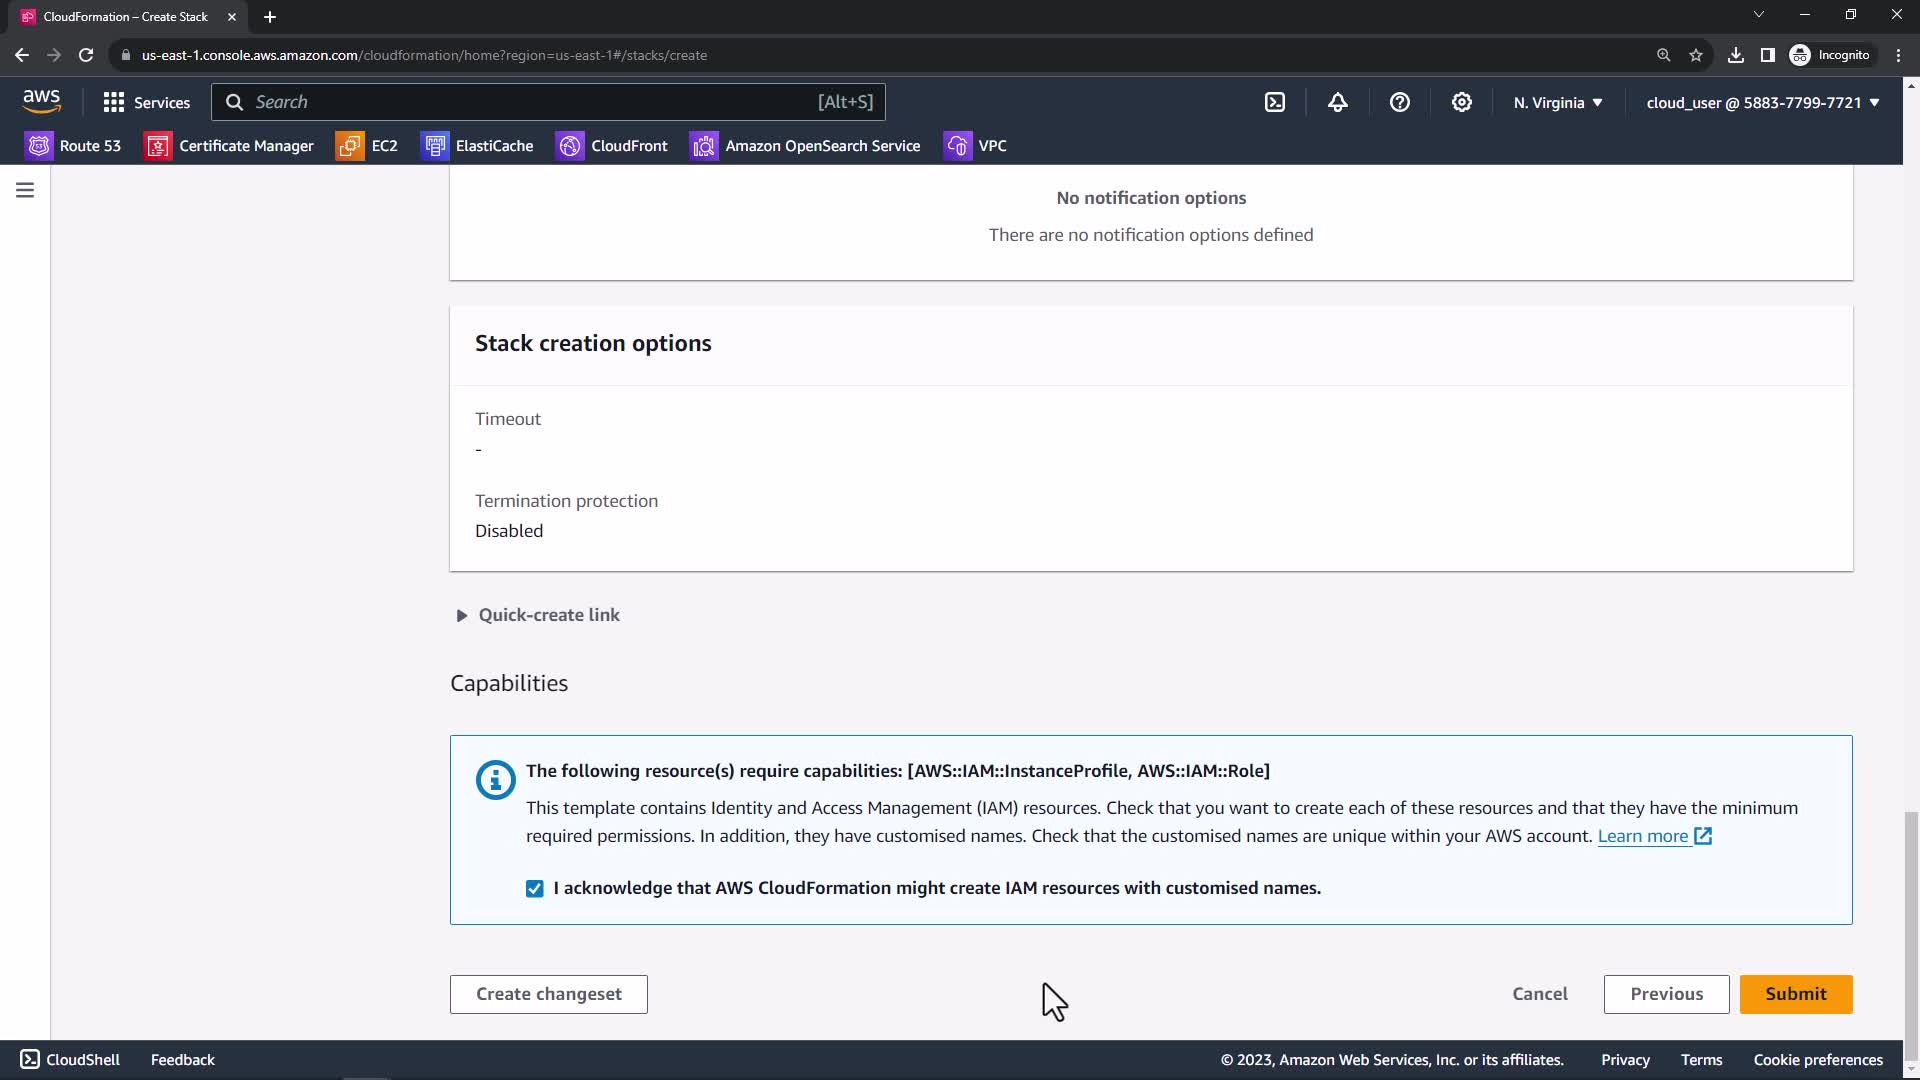 CloudFormation – Create Stack
us-east-1.console.aws.amazon.com/cloudformation/home?region=us-east-1#/stacks/create
Incognito
aws
Services
Search
[Alt+S]
N. Virginia
cloud_user @ 5883-7799-7721
Route 53
Certificate Manager
EC2
ElastiCache
CloudFront
Amazon OpenSearch Service
VPC
No notification options
There are no notification options defined
Stack creation options
Timeout
-
Termination protection
Disabled
Quick-create link
Capabilities
The following resource(s) require capabilities: [AWS::IAM::InstanceProfile, AWS::IAM::Role]
This template contains Identity and Access Management (IAM) resources. Check that you want to create each of these resources and that they have the minimum
required permissions. In addition, they have customised names. Check that the customised names are unique within your AWS account. Learn more
I acknowledge that AWS CloudFormation might create IAM resources with customised names.
Create changeset
Cancel
Previous
Submit
CloudShell
Feedback
© 2023, Amazon Web Services, Inc. or its affiliates.
Privacy
Terms
Cookie preferences